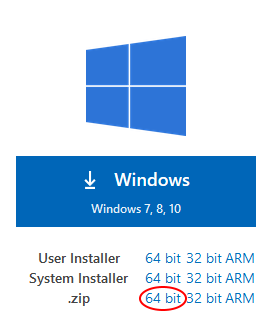 Windows
Windows 7, 8, 10
User Installer 64 bit 32 bit ARM
System Installer 64 bit 32 bit ARM
.zip 64 bit 32 bit ARM